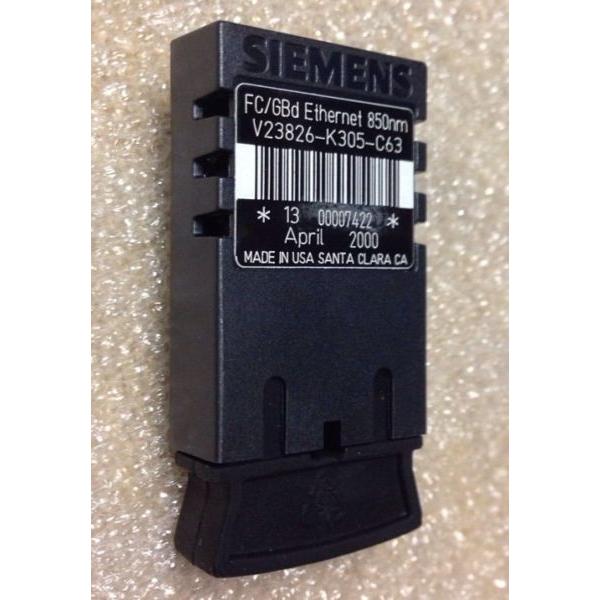 SIEMENS
FC/GBd Ethernet 850nm
V23826-K305-C63
* 13 00007422 *
April 2000
MADE IN USA SANTA CLARA CA